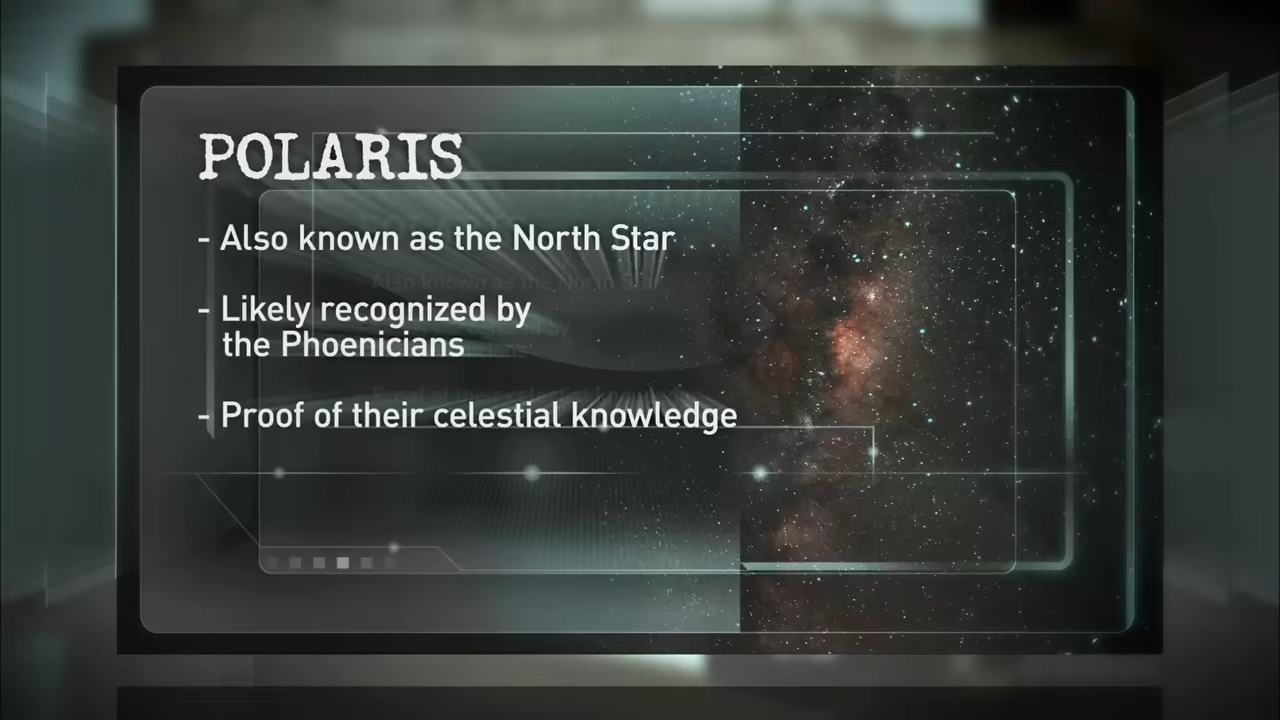 POLARIS
- Also known as the North Star
- Likely recognized by
the Phoenicians
- Proof of their celestial knowledge